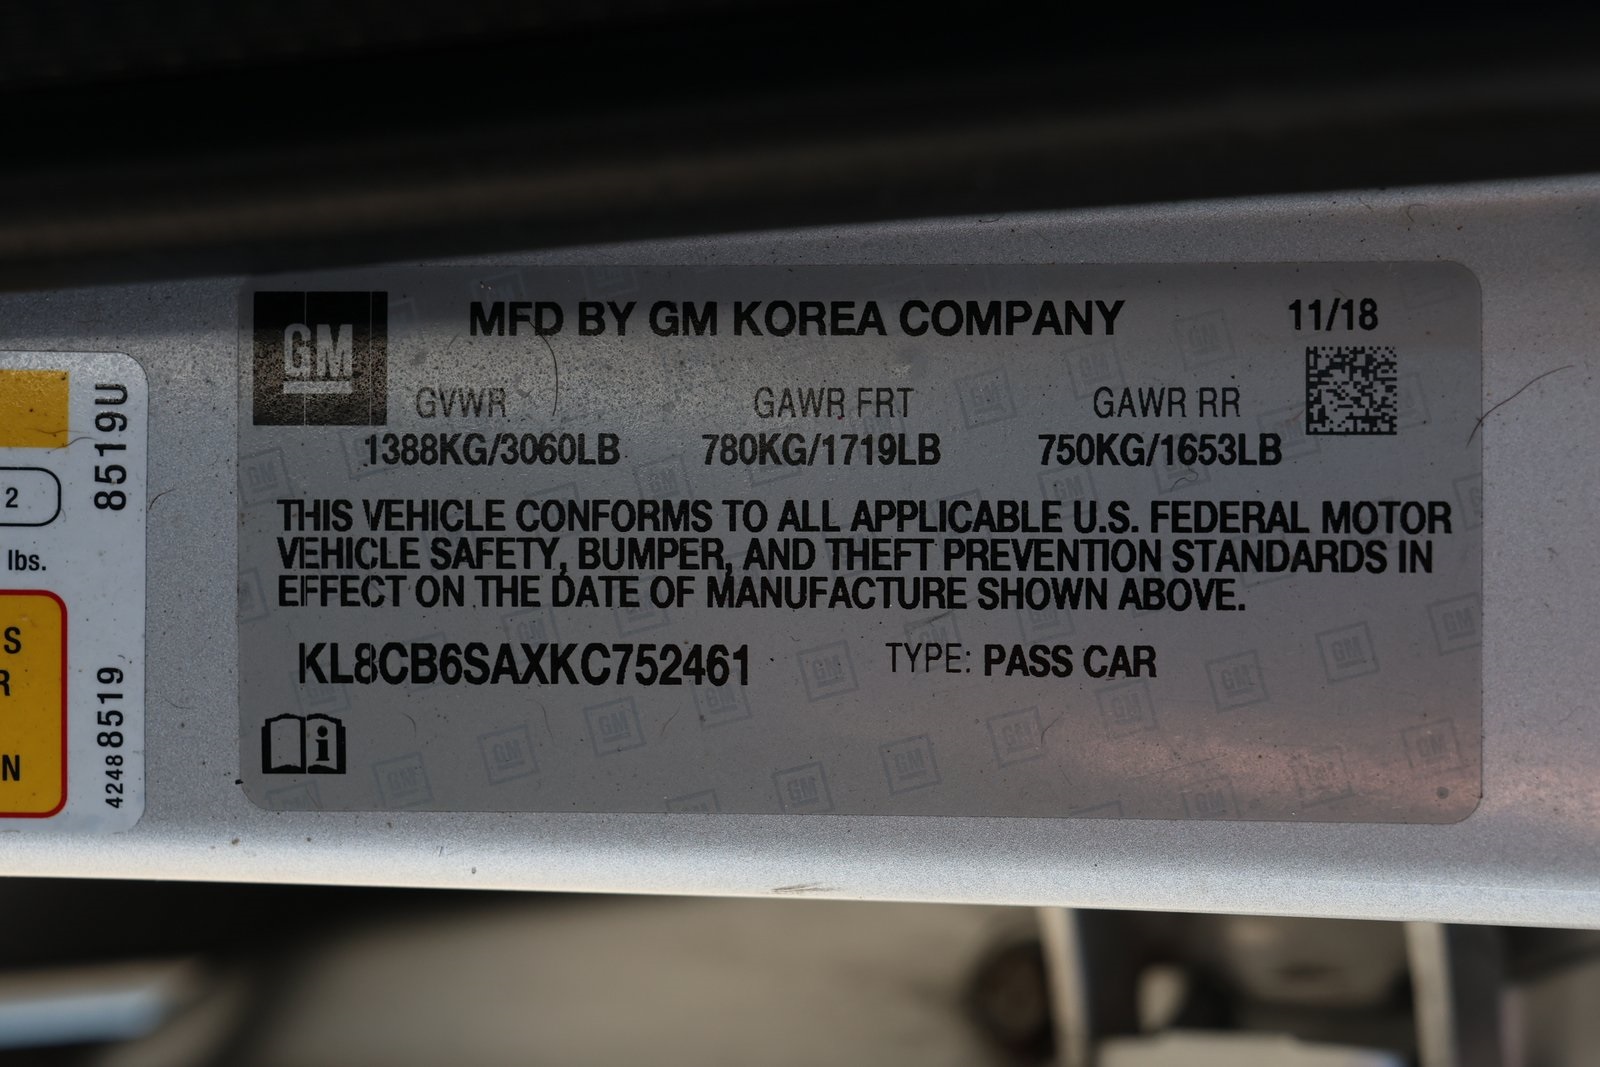 GM
MFD BY GM KOREA COMPANY
11/18
GVWR
GAWR FRT
GAWR RR
1388KG/3060LB
780KG/1719LB
750KG/1653LB
THIS VEHICLE CONFORMS TO ALL APPLICABLE U.S. FEDERAL MOTOR
VEHICLE SAFETY, BUMPER, AND THEFT PREVENTION STANDARDS IN
EFFECT ON THE DATE OF MANUFACTURE SHOWN ABOVE.
KL8CB6SAXKC752461
TYPE: PASS CAR
i
8519U
2
lbs.
S
R
N
42488519